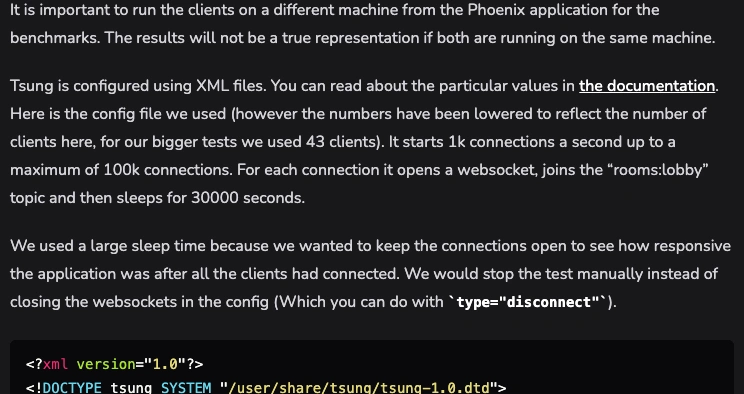 It is important to run the clients on a different machine from the Phoenix application for the
benchmarks. The results will not be a true representation if both are running on the same machine.
Tsung is configured using XML files. You can read about the particular values in the documentation.
Here is the config file we used (however the numbers have been lowered to reflect the number of
clients here, for our bigger tests we used 43 clients). It starts 1k connections a second up to a
maximum of 100k connections. For each connection it opens a websocket, joins the “rooms:lobby”
topic and then sleeps for 30000 seconds.
We used a large sleep time because we wanted to keep the connections open to see how responsive
the application was after all the clients had connected. We would stop the test manually instead of
closing the websockets in the config (Which you can do with `type="disconnect"`).
<?xml version="1.0"?>
<!DOCTYPE tsung SYSTEM "/user/share/tsung/tsung-1.0.dtd">